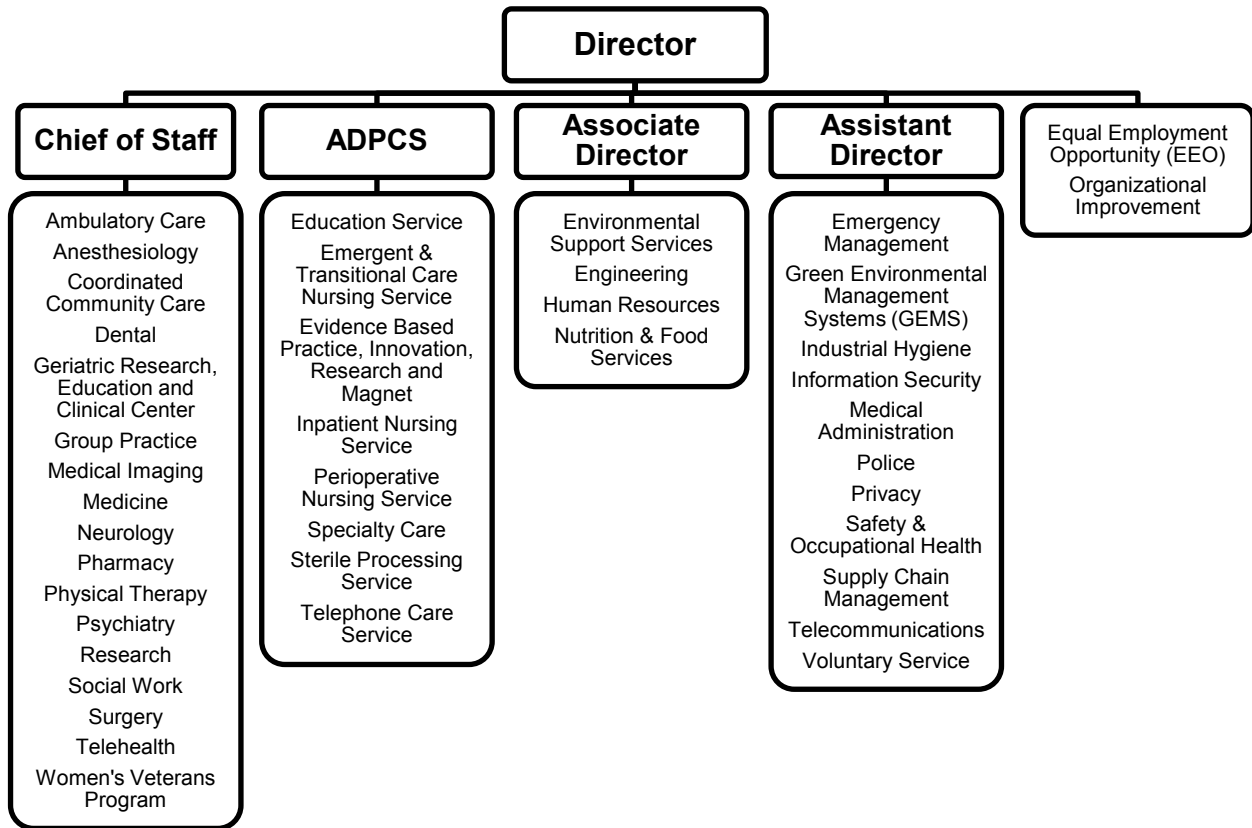 Director
Chief of Staff
Ambulatory Care
Anesthesiology
Coordinated
Community Care
Dental
Geriatric Research,
Education and
Clinical Center
Group Practice
Medical Imaging
Medicine
Neurology
Pharmacy
Physical Therapy
Psychiatry
Research
Social Work
Surgery
Telehealth
Women's Veterans
Program
ADPCS
Education Service
Emergent &
Transitional Care
Nursing Service
Evidence Based
Practice, Innovation,
Research and
Magnet
Inpatient Nursing
Service
Perioperative
Nursing Service
Specialty Care
Sterile Processing
Service
Telephone Care
Service
Associate
Director
Environmental
Support Services
Engineering
Human Resources
Nutrition & Food
Services
Assistant
Director
Emergency
Management
Green Environmental
Management
Systems (GEMS)
Industrial Hygiene
Information Security
Medical
Administration
Police
Privacy
Safety &
Occupational Health
Supply Chain
Management
Telecommunications
Voluntary Service
Equal Employment
Opportunity (EEO)
Organizational
Improvement